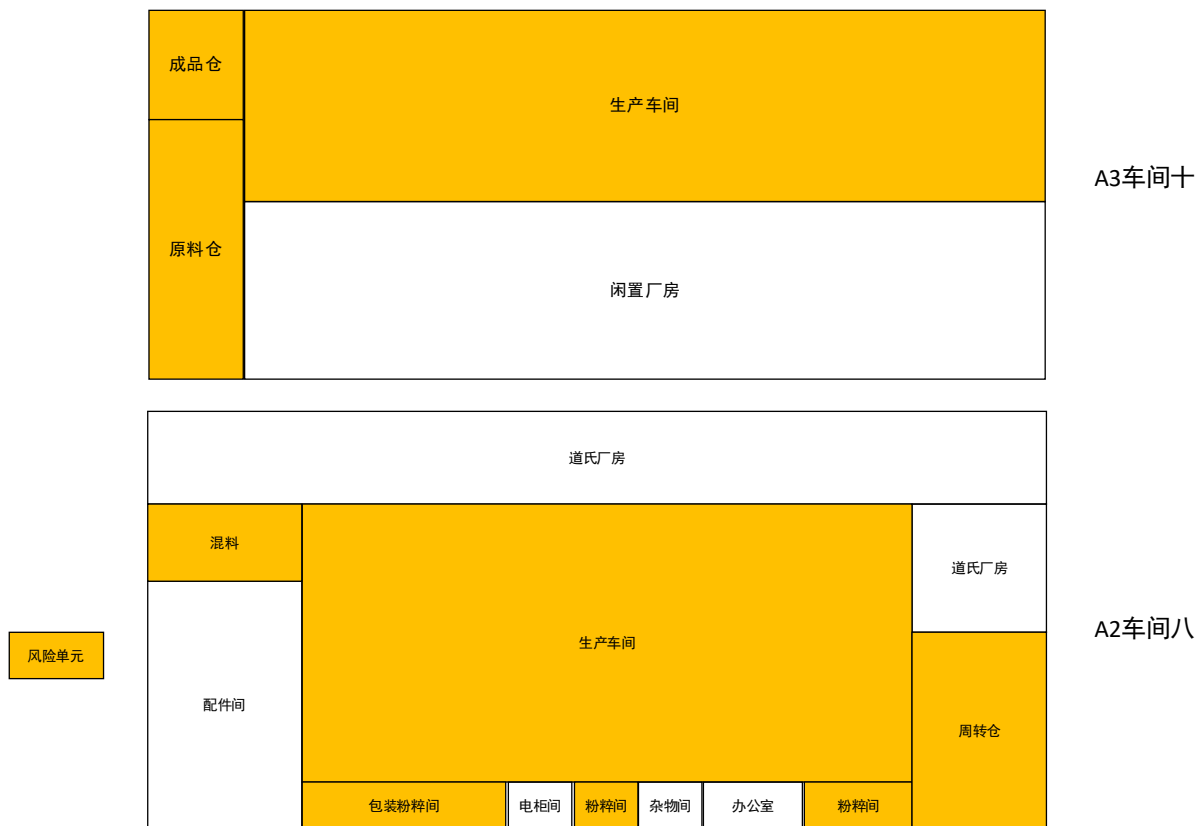 成品仓
生产车间
A3车间十
原料仓
闲置厂房
道氏厂房
混料
道氏厂房
生产车间
A2车间八
风险单元
配件间
周转仓
包装粉粹间
电柜间
粉粹间
杂物间
办公室
粉粹间